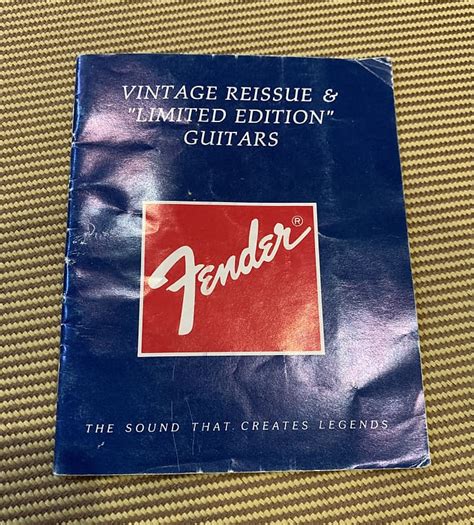 VINTAGE REISSUE &
"LIMITED EDITION"
GUITARS
Fender®
THE SOUND THAT CREATES LEGENDS